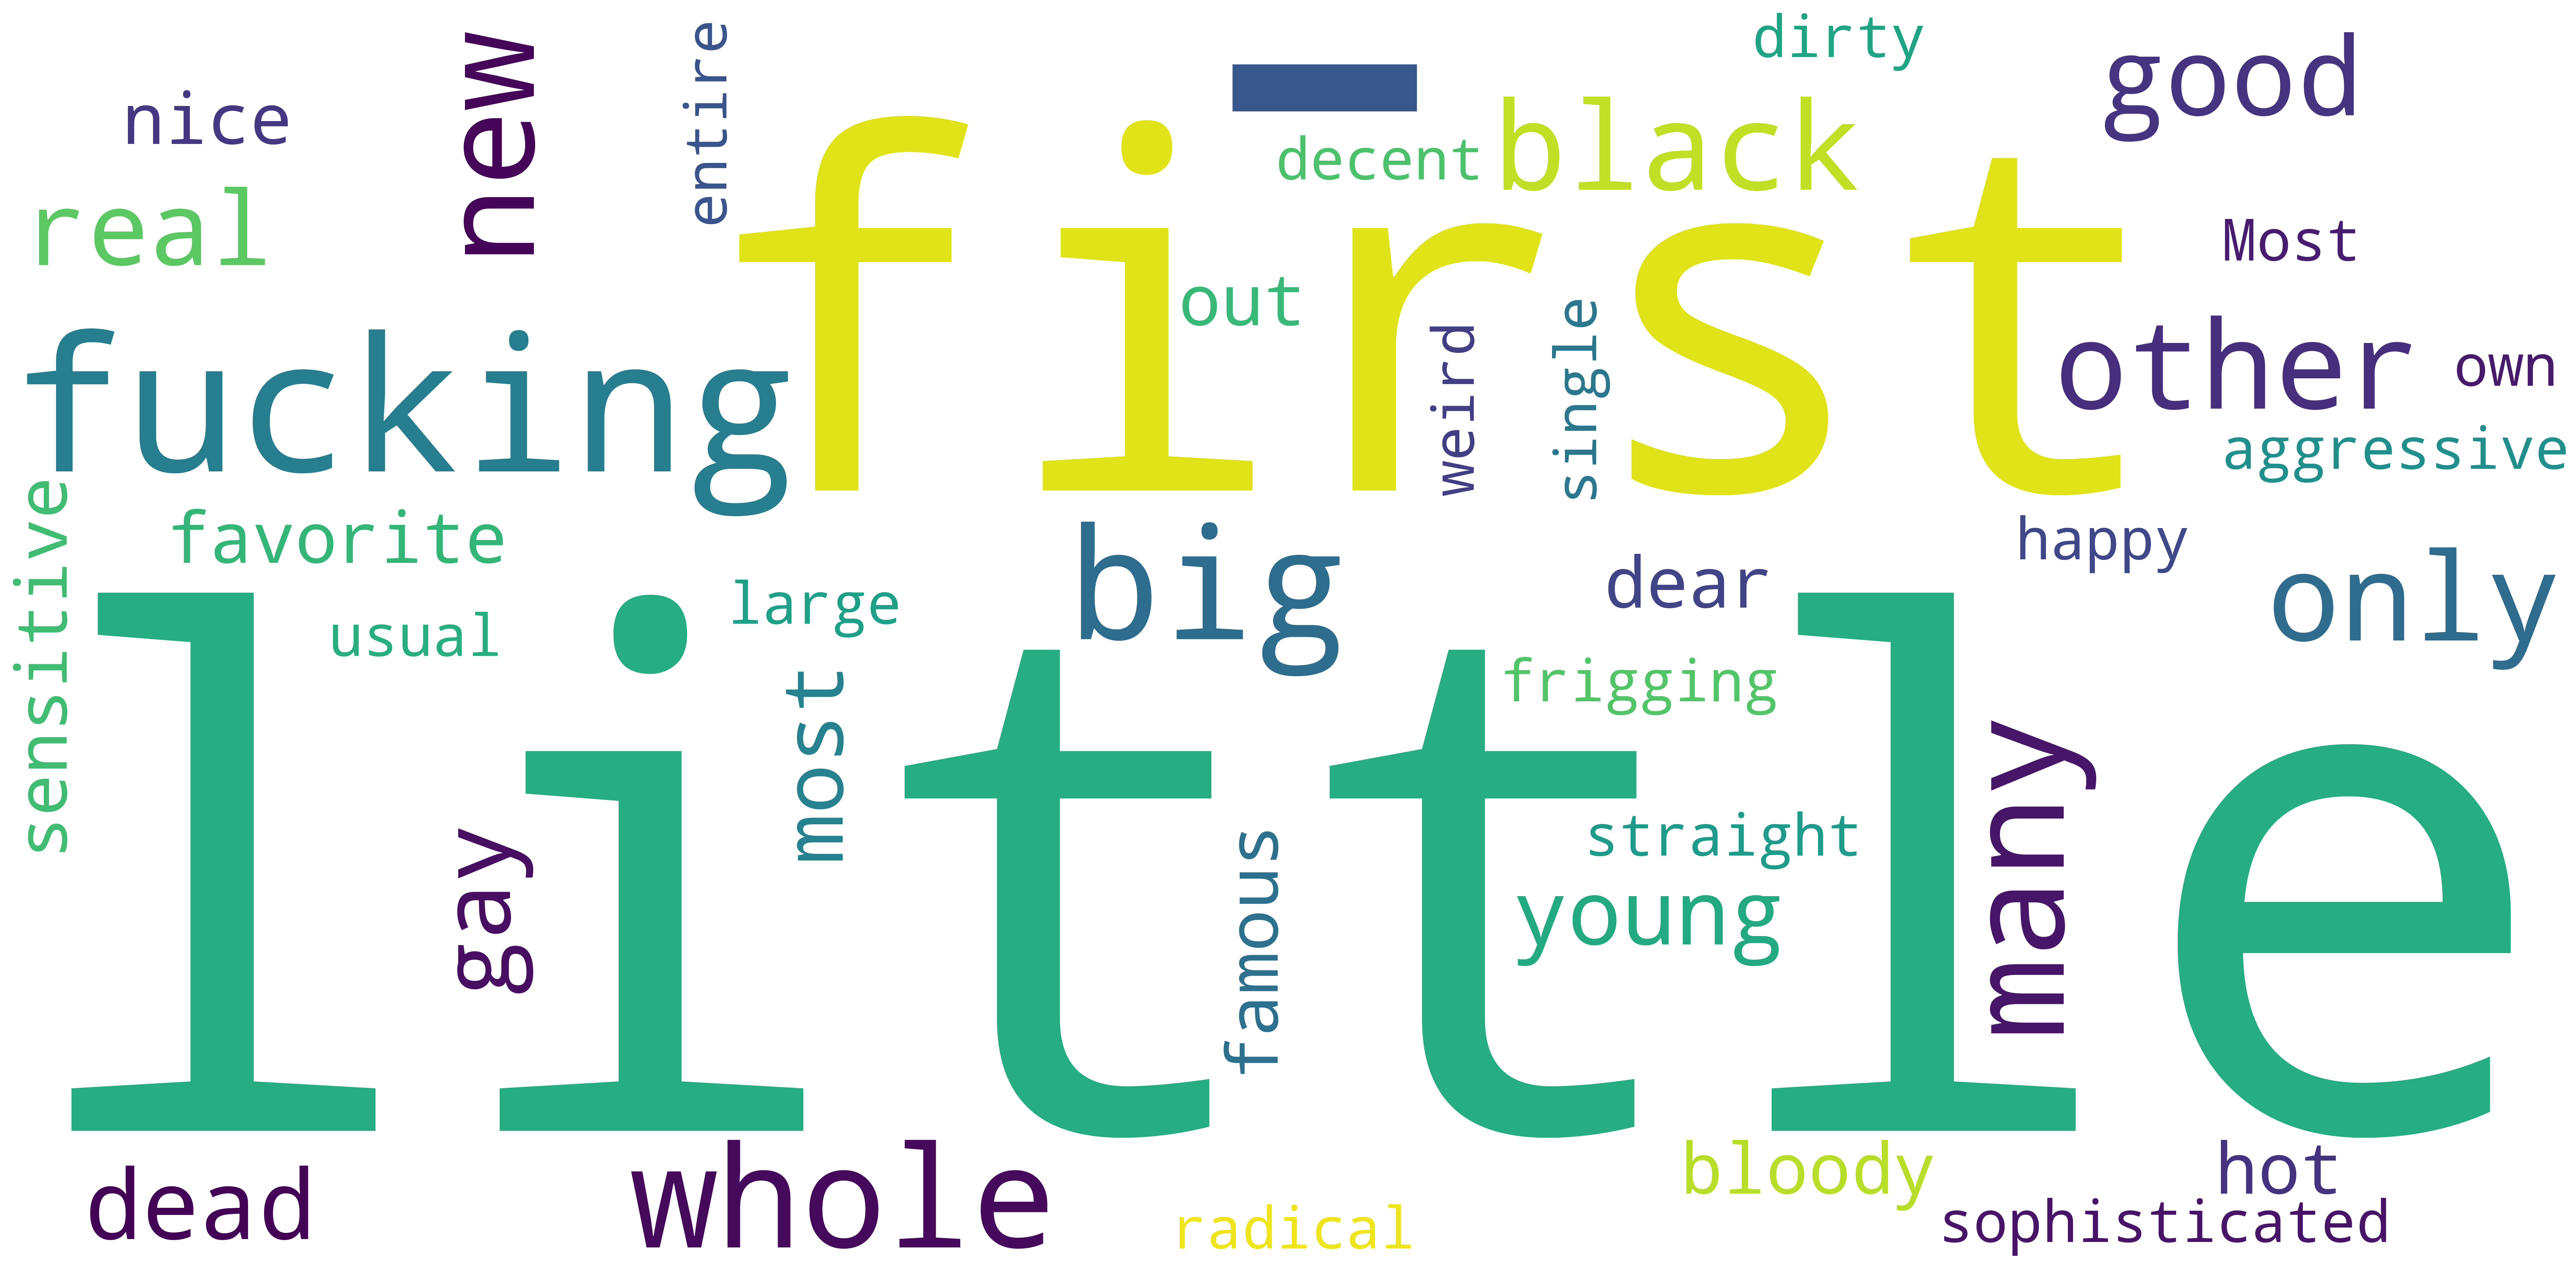 dirty
new
entire
good
nice
-
black
decent
real
first
Most
out
other
fucking
weird
single
own
aggressive
sensitive
favorite
big
happy
only
dear
large
usual
little
most
frigging
many
straight
gay
famous
young
whole
bloody
hot
dead
radical
sophisticated